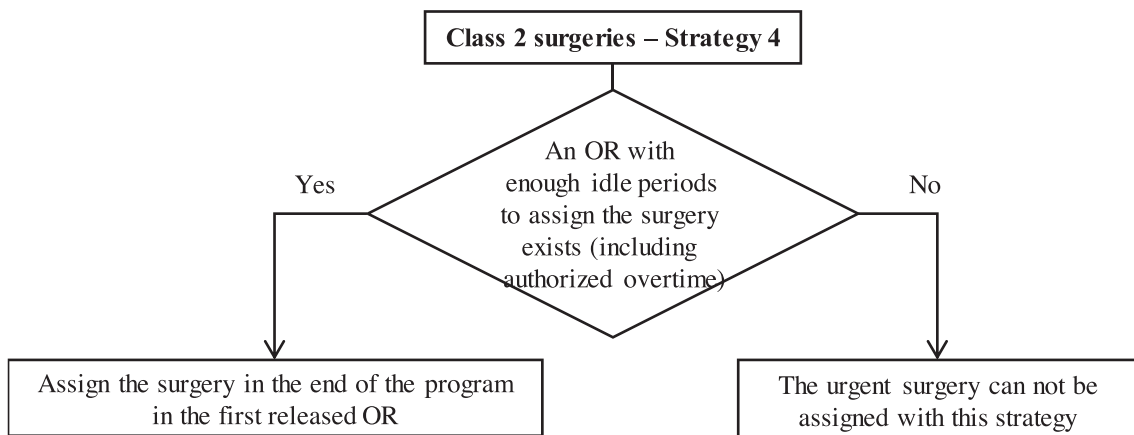 Class 2 surgeries – Strategy 4
An OR with
enough idle periods
to assign the surgery
exists (including
authorized overtime)
Yes
No
Assign the surgery in the end of the program
in the first released OR
The urgent surgery can not be
assigned with this strategy